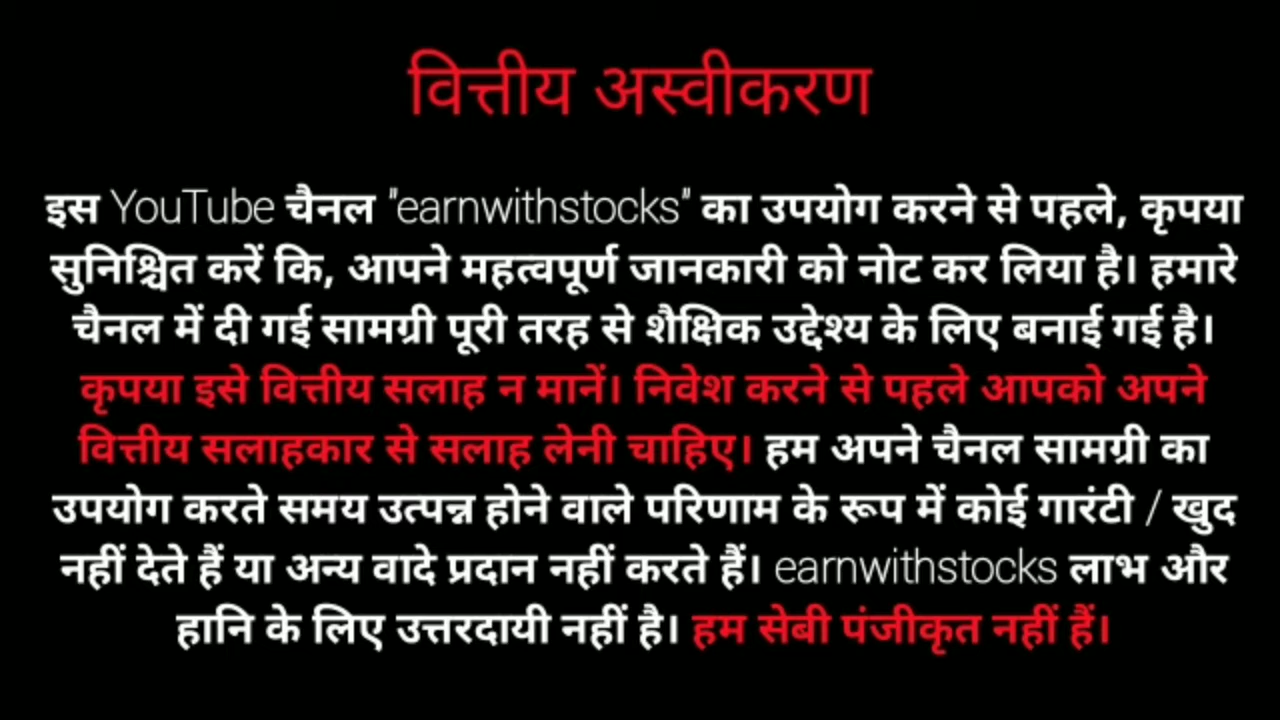 वित्तीय अस्वीकरण
इस YouTube चैनल "earnwithstocks" का उपयोग करने से पहले, कृपया
सुनिश्चित करें कि, आपने महत्वपूर्ण जानकारी को नोट कर लिया है। हमारे
चैनल में दी गई सामग्री पूरी तरह से शैक्षिक उद्देश्य के लिए बनाई गई है।
कृपया इसे वित्तीय सलाह न मानें। निवेश करने से पहले आपको अपने
वित्तीय सलाहकार से सलाह लेनी चाहिए। हम अपने चैनल सामग्री का
उपयोग करते समय उत्पन्न होने वाले परिणाम के रूप में कोई गारंटी / खुद
नहीं देते हैं या अन्य वादे प्रदान नहीं करते हैं। earnwithstocks लाभ और
हानि के लिए उत्तरदायी नहीं है। हम सेबी पंजीकृत नहीं हैं।